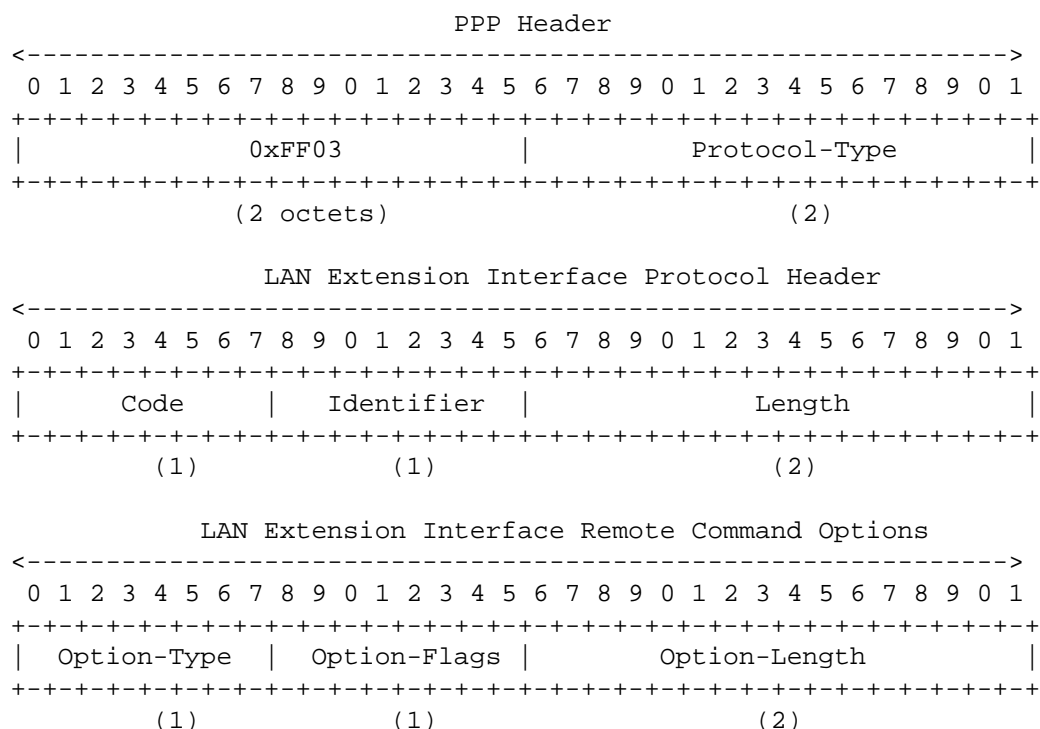 PPP Header
<-------------------------------------------------------------->
0 1 2 3 4 5 6 7 8 9 0 1 2 3 4 5 6 7 8 9 0 1 2 3 4 5 6 7 8 9 0 1
+-+-+-+-+-+-+-+-+-+-+-+-+-+-+-+-+-+-+-+-+-+-+-+-+-+-+-+-+-+-+-+-+
| 0xFF03 | Protocol-Type |
+-+-+-+-+-+-+-+-+-+-+-+-+-+-+-+-+-+-+-+-+-+-+-+-+-+-+-+-+-+-+-+-+
(2 octets) (2)
LAN Extension Interface Protocol Header
<-------------------------------------------------------------->
0 1 2 3 4 5 6 7 8 9 0 1 2 3 4 5 6 7 8 9 0 1 2 3 4 5 6 7 8 9 0 1
+-+-+-+-+-+-+-+-+-+-+-+-+-+-+-+-+-+-+-+-+-+-+-+-+-+-+-+-+-+-+-+-+
| Code | Identifier | Length |
+-+-+-+-+-+-+-+-+-+-+-+-+-+-+-+-+-+-+-+-+-+-+-+-+-+-+-+-+-+-+-+-+
(1) (1) (2)
LAN Extension Interface Remote Command Options
<-------------------------------------------------------------->
0 1 2 3 4 5 6 7 8 9 0 1 2 3 4 5 6 7 8 9 0 1 2 3 4 5 6 7 8 9 0 1
+-+-+-+-+-+-+-+-+-+-+-+-+-+-+-+-+-+-+-+-+-+-+-+-+-+-+-+-+-+-+-+-+
| Option-Type | Option-Flags | Option-Length |
+-+-+-+-+-+-+-+-+-+-+-+-+-+-+-+-+-+-+-+-+-+-+-+-+-+-+-+-+-+-+-+-+
(1) (1) (2)